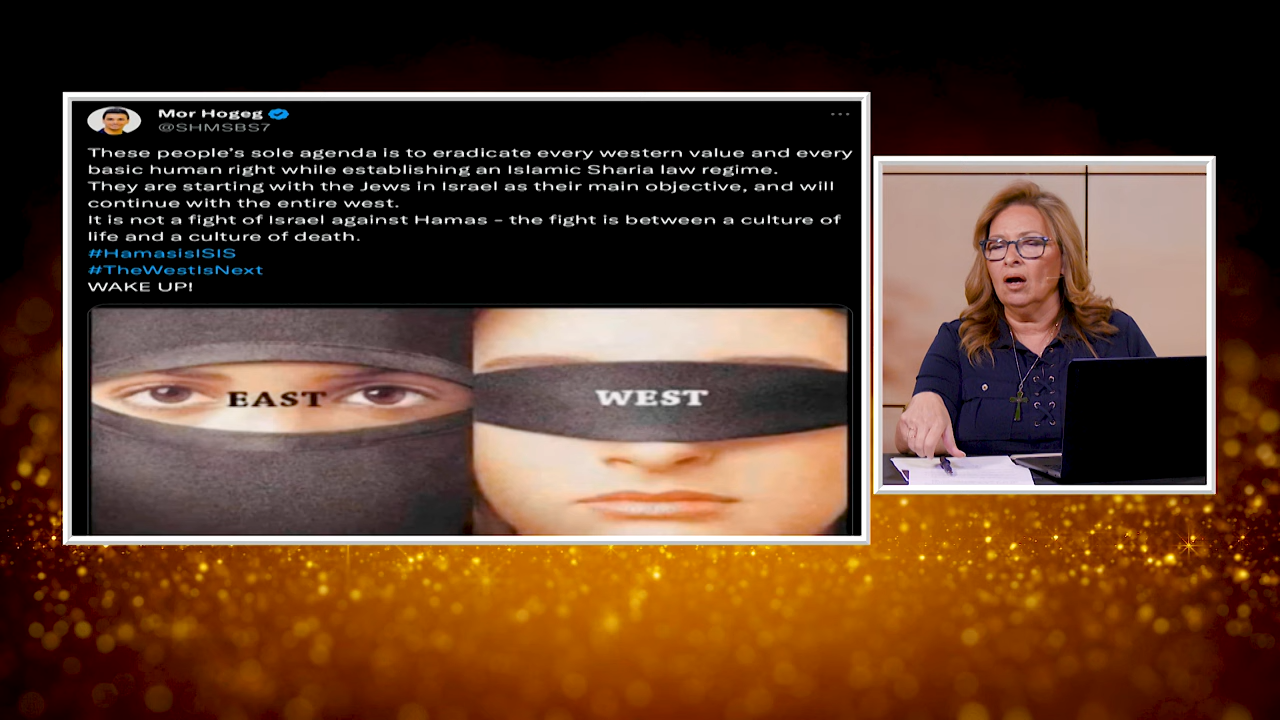 Mor Hogeg
@SHMSBS7
These people's sole agenda is to eradicate every western value and every
basic human right while establishing an Islamic Sharia law regime.
They are starting with the Jews in Israel as their main objective, and will
continue with the entire west.
It is not a fight of Israel against Hamas - the fight is between a culture of
life and a culture of death.
#HamasisISIS
#TheWestIsNext
WAKE UP!
EAST
WEST